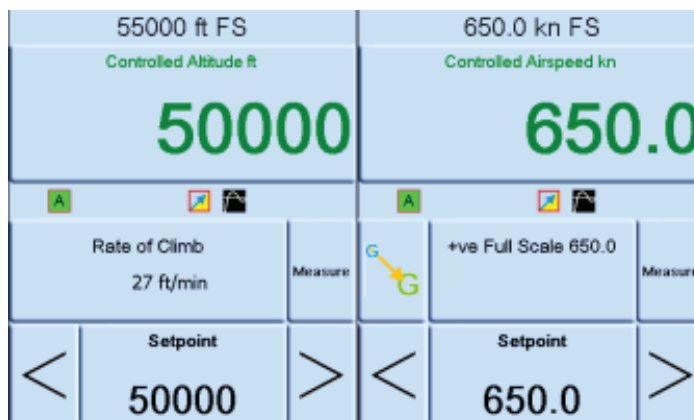 55000 ft FS
Controlled Altitude ft
50000
A
Rate of Climb
27 ft/min
Measure
Setpoint
<
50000
>
650.0 kn FS
Controlled Airspeed kn
650.0
A
G
G
+ve Full Scale 650.0
Measure
Setpoint
<
650.0
>